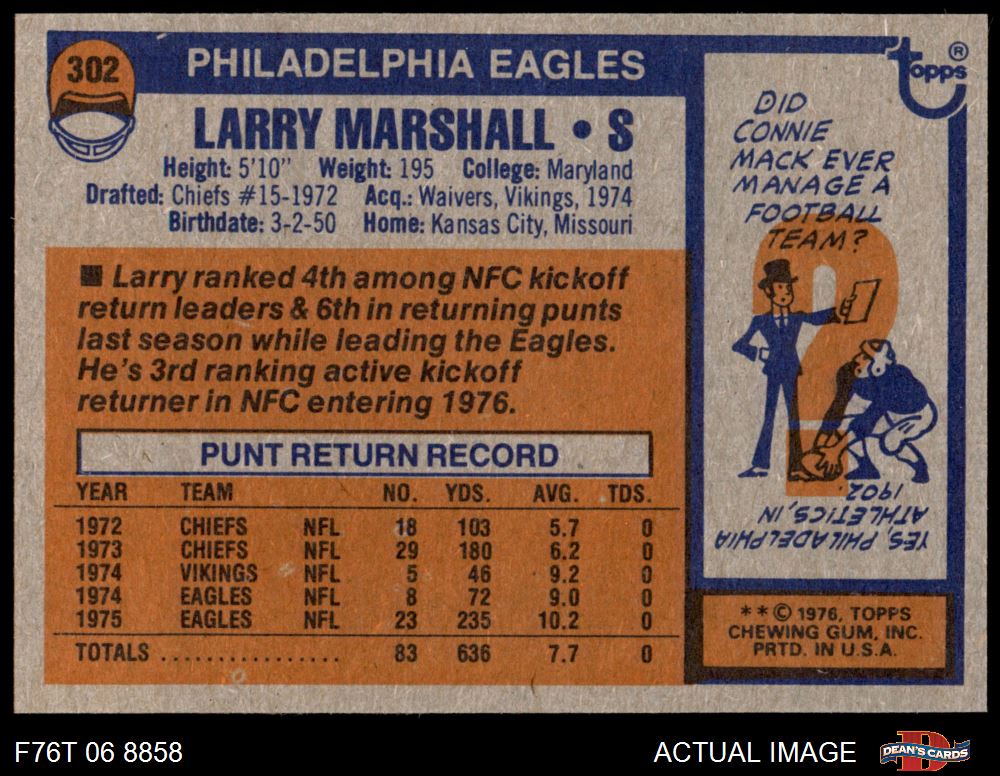 302
PHILADELPHIA EAGLES
LARRY MARSHALL • S
Height: 5'10" Weight: 195 College: Maryland
Drafted: Chiefs #15-1972 Acq.: Waivers, Vikings, 1974
Birthdate: 3-2-50 Home: Kansas City, Missouri
■ Larry ranked 4th among NFC kickoff
return leaders & 6th in returning punts
last season while leading the Eagles.
He's 3rd ranking active kickoff
returner in NFC entering 1976.
PUNT RETURN RECORD
YEAR TEAM NO. YDS. AVG. TDS.
1972 CHIEFS NFL 18 103 5.7 0
1973 CHIEFS NFL 29 180 6.2 0
1974 VIKINGS NFL 5 46 9.2 0
1974 EAGLES NFL 8 72 9.0 0
1975 EAGLES NFL 23 235 10.2 0
TOTALS ................. 83 636 7.7 0
topps®
DID
CONNIE
MACK EVER
MANAGE A
FOOTBALL
TEAM?
YES, PHILADELPHIA
ATHLETICS, IN
1902
**© 1976, TOPPS
CHEWING GUM, INC.
PRTD. IN U.S.A.
F76T 06 8858
ACTUAL IMAGE
D
DEAN'S CARDS